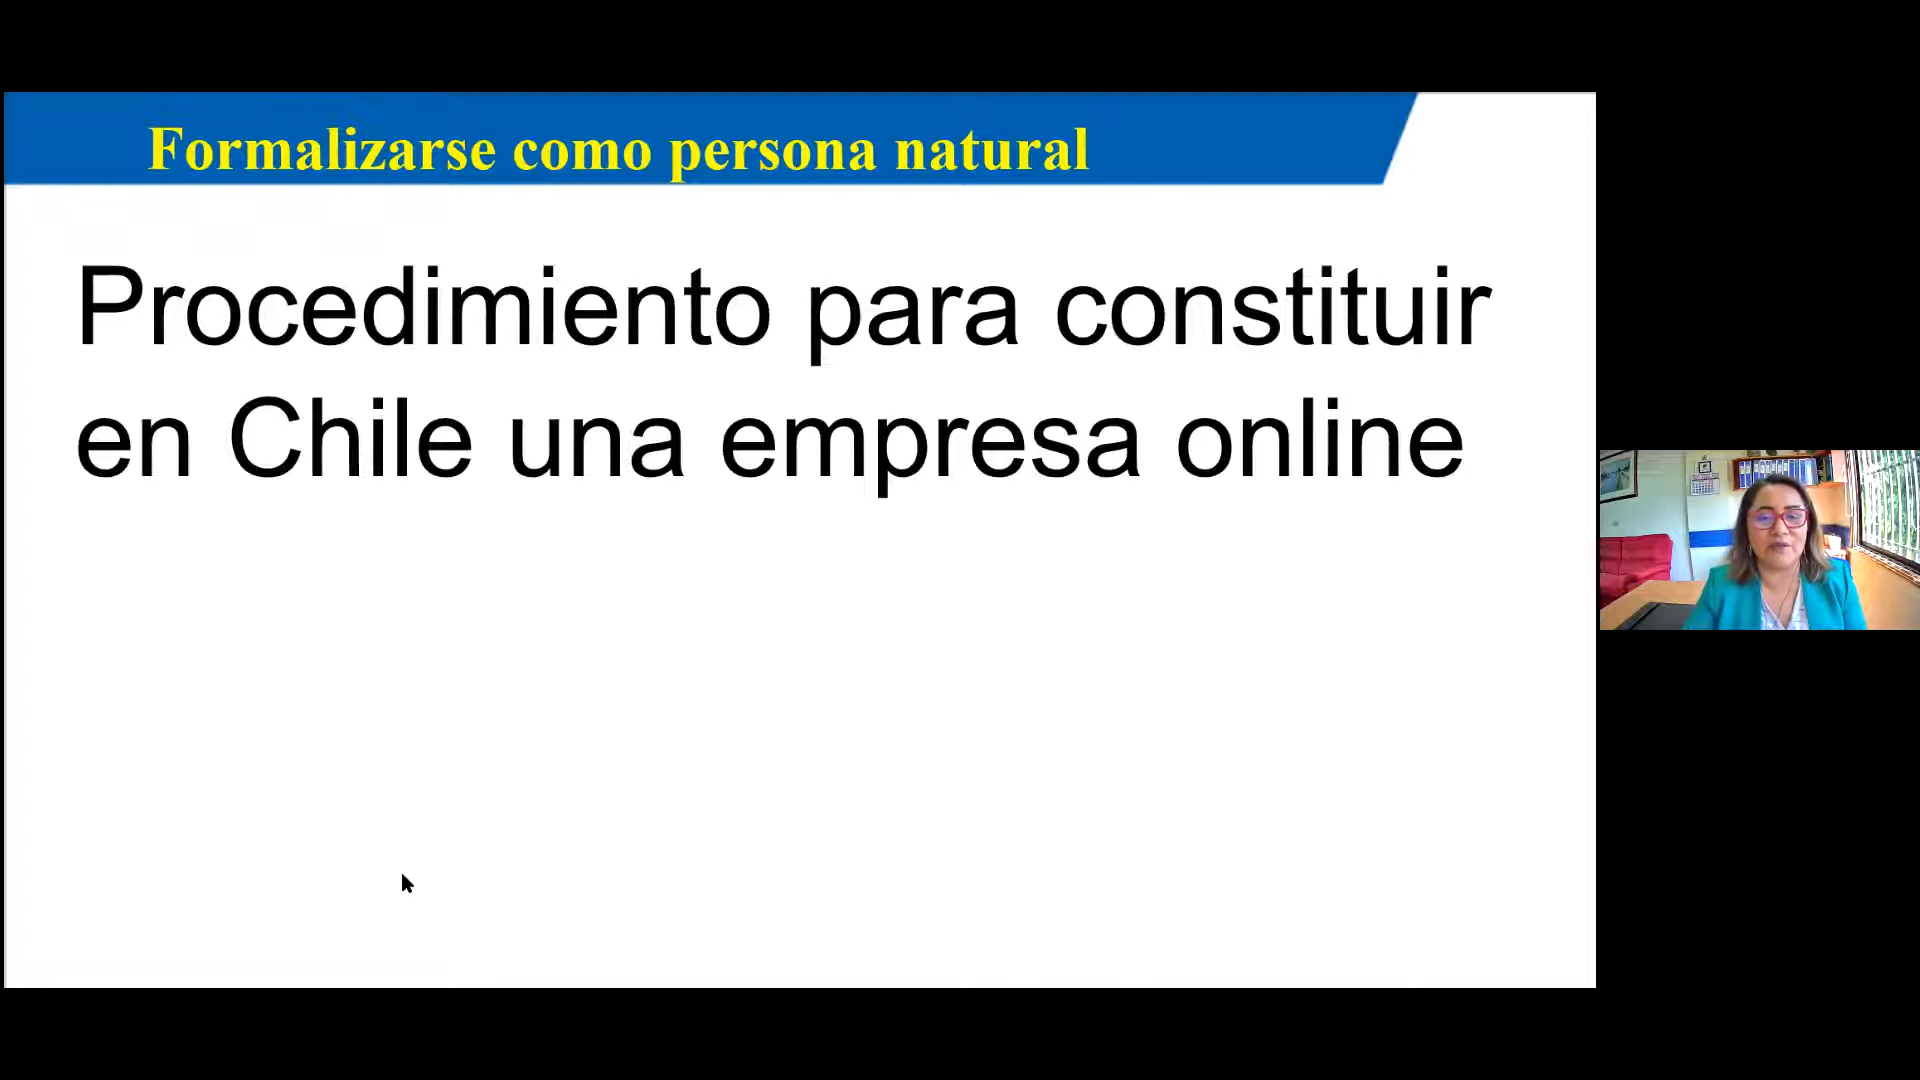 Formalizarse como persona natural
Procedimiento para constituir
en Chile una empresa online